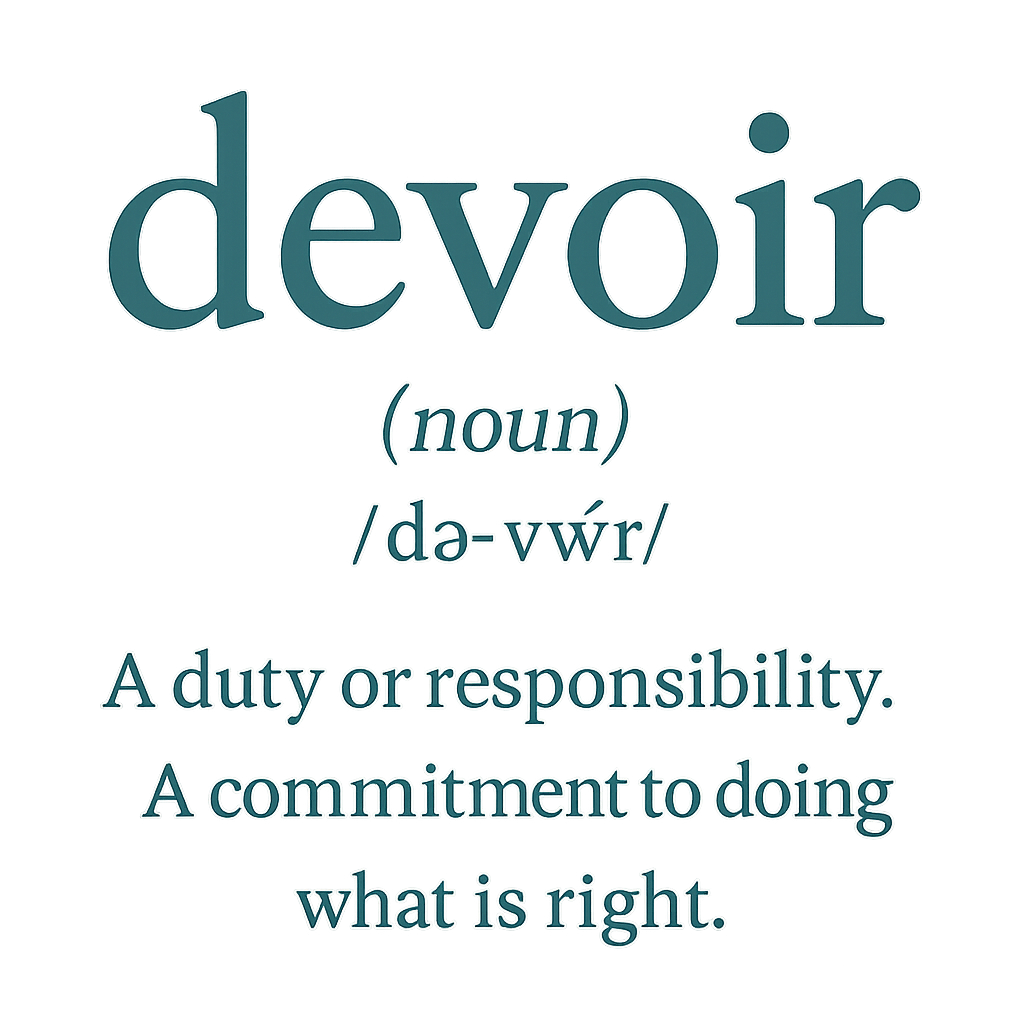 devoir
(noun)
/də-vẃr/
A duty or responsibility.
A commitment to doing
what is right.